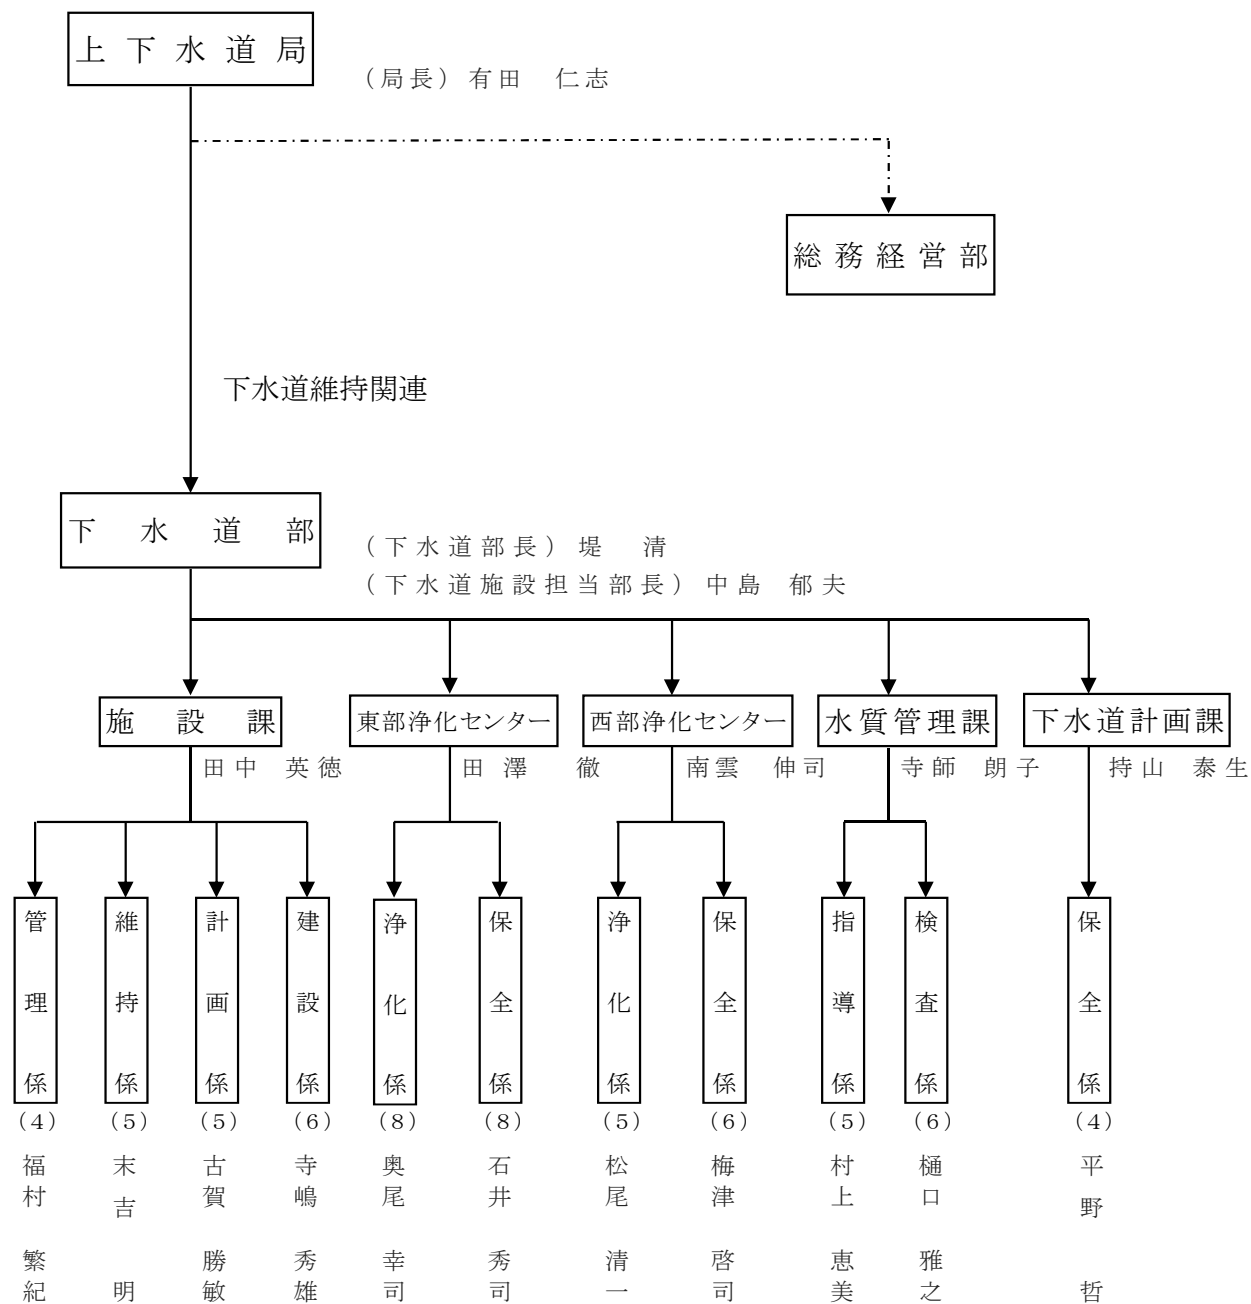 上下水道局
（局長）有田　仁志
総務経営部
下水道維持関連
下水道部
（下水道部長）堤　清
（下水道施設担当部長）中島　郁夫
施設課
東部浄化センター
西部浄化センター
水質管理課
下水道計画課
田中　英徳
田澤　徹
南雲　伸司
寺師　朗子
持山　泰生
管理係
維持係
計画係
建設係
浄化係
保全係
浄化係
保全係
指導係
検査係
保全係
（4）
（5）
（5）
（6）
（8）
（8）
（5）
（6）
（5）
（6）
（4）
福村　繁紀
末吉　明
古賀　勝敏
寺嶋　秀雄
奥尾　幸司
石井　秀司
松尾　清一
梅津　啓司
村上　恵美
樋口　雅之
平野　哲